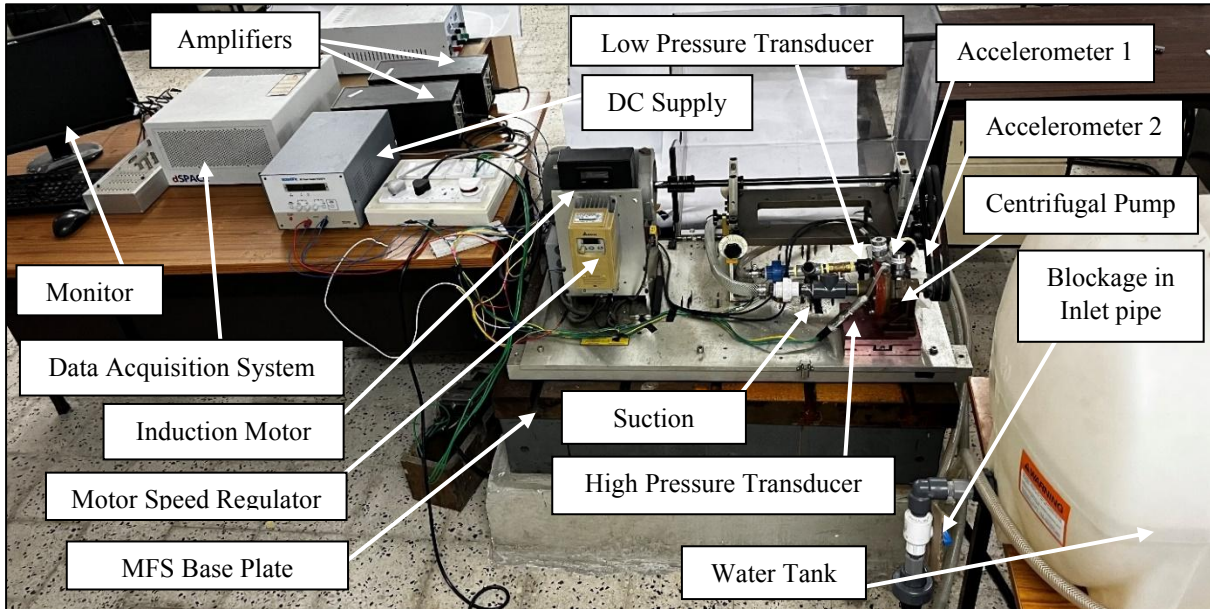 Amplifiers
Low Pressure Transducer
Accelerometer 1
DC Supply
Accelerometer 2
Centrifugal Pump
Blockage in
Inlet pipe
Monitor
Data Acquisition System
Induction Motor
Suction
Motor Speed Regulator
High Pressure Transducer
MFS Base Plate
Water Tank
dSPAC
WARNING